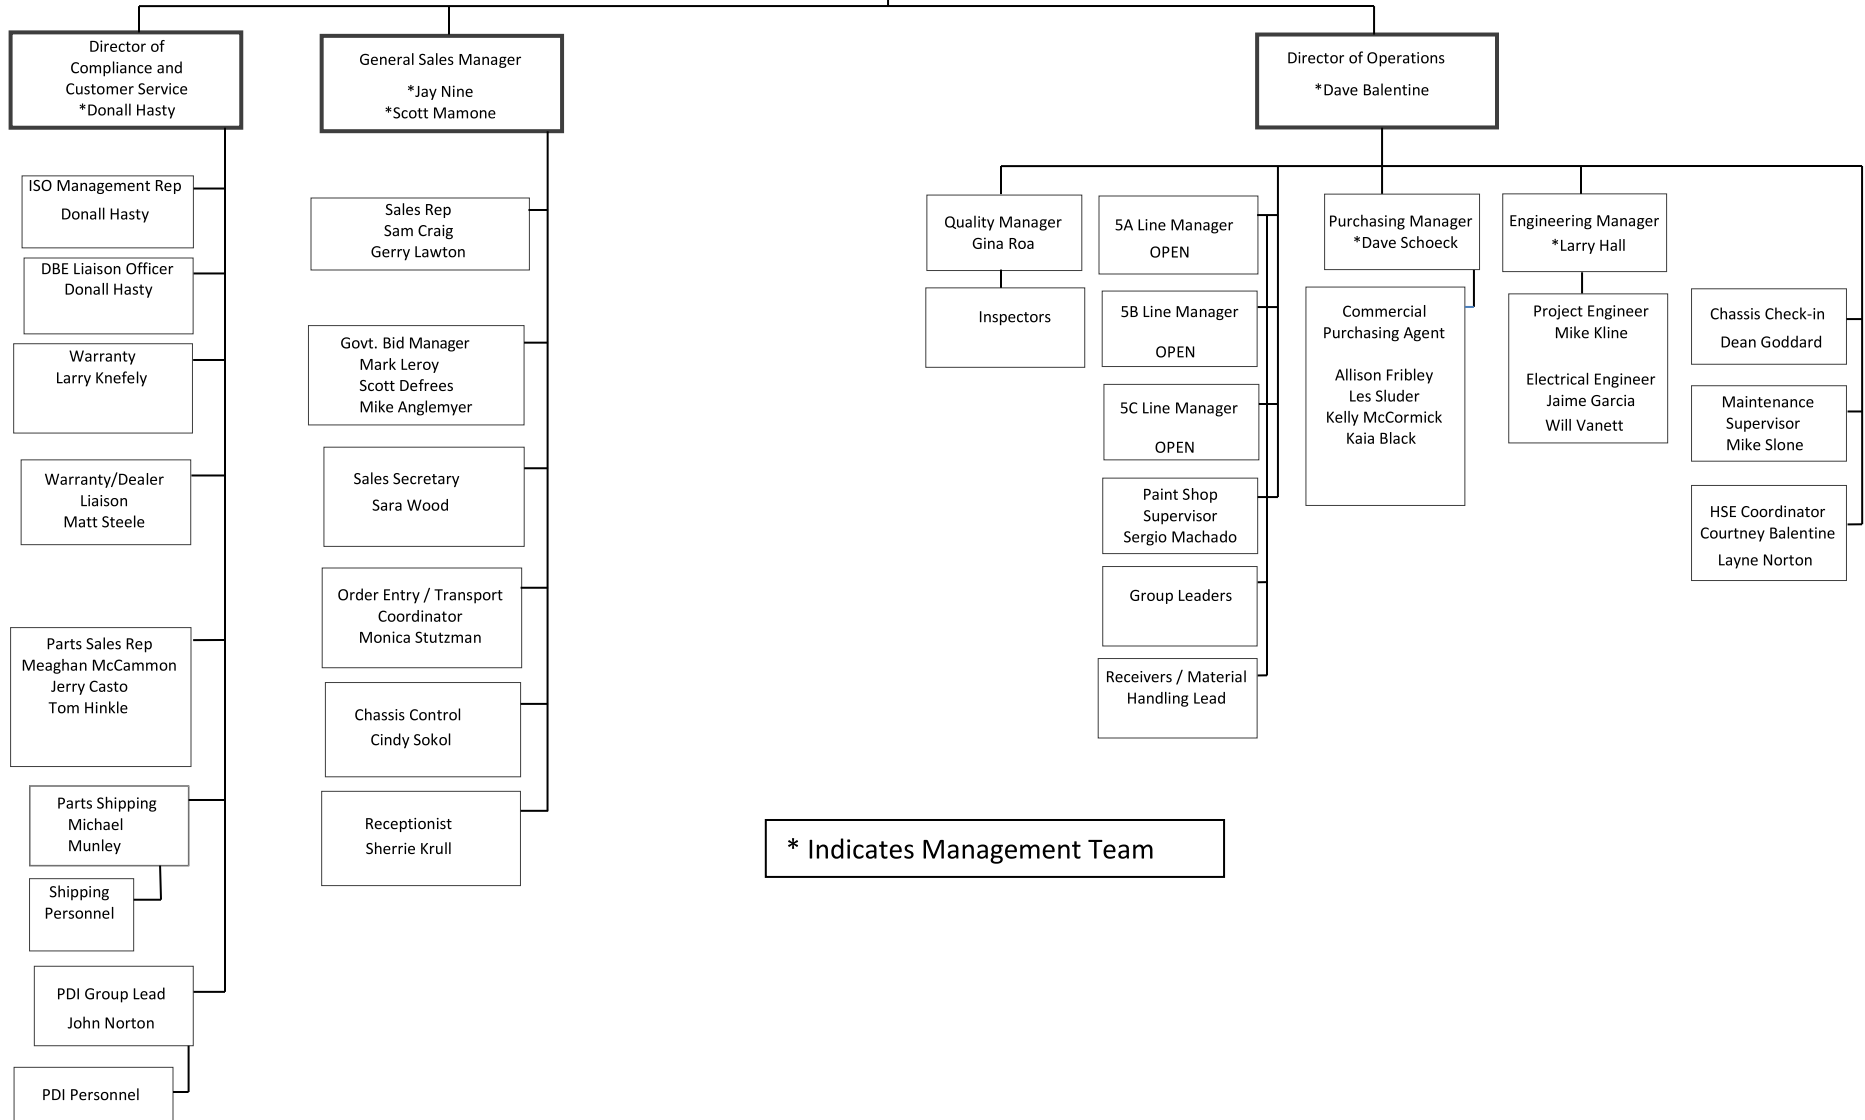 Director of
Compliance and
Customer Service
*Donall Hasty
ISO Management Rep
Donall Hasty
DBE Liaison Officer
Donall Hasty
Warranty
Larry Knefely
Warranty/Dealer
Liaison
Matt Steele
Parts Sales Rep
Meaghan McCammon
Jerry Casto
Tom Hinkle
Parts Shipping
Michael
Munley
Shipping
Personnel
PDI Group Lead
John Norton
PDI Personnel
General Sales Manager
*Jay Nine
*Scott Mamone
Sales Rep
Sam Craig
Gerry Lawton
Govt. Bid Manager
Mark Leroy
Scott Defrees
Mike Anglemyer
Sales Secretary
Sara Wood
Order Entry / Transport
Coordinator
Monica Stutzman
Chassis Control
Cindy Sokol
Receptionist
Sherrie Krull
Director of Operations
*Dave Balentine
Quality Manager
Gina Roa
Inspectors
5A Line Manager
OPEN
5B Line Manager
OPEN
5C Line Manager
OPEN
Paint Shop
Supervisor
Sergio Machado
Group Leaders
Receivers / Material
Handling Lead
Purchasing Manager
*Dave Schoeck
Commercial
Purchasing Agent
Allison Fribley
Les Sluder
Kelly McCormick
Kaia Black
Engineering Manager
*Larry Hall
Project Engineer
Mike Kline
Electrical Engineer
Jaime Garcia
Will Vanett
Chassis Check-in
Dean Goddard
Maintenance
Supervisor
Mike Slone
HSE Coordinator
Courtney Balentine
Layne Norton
* Indicates Management Team